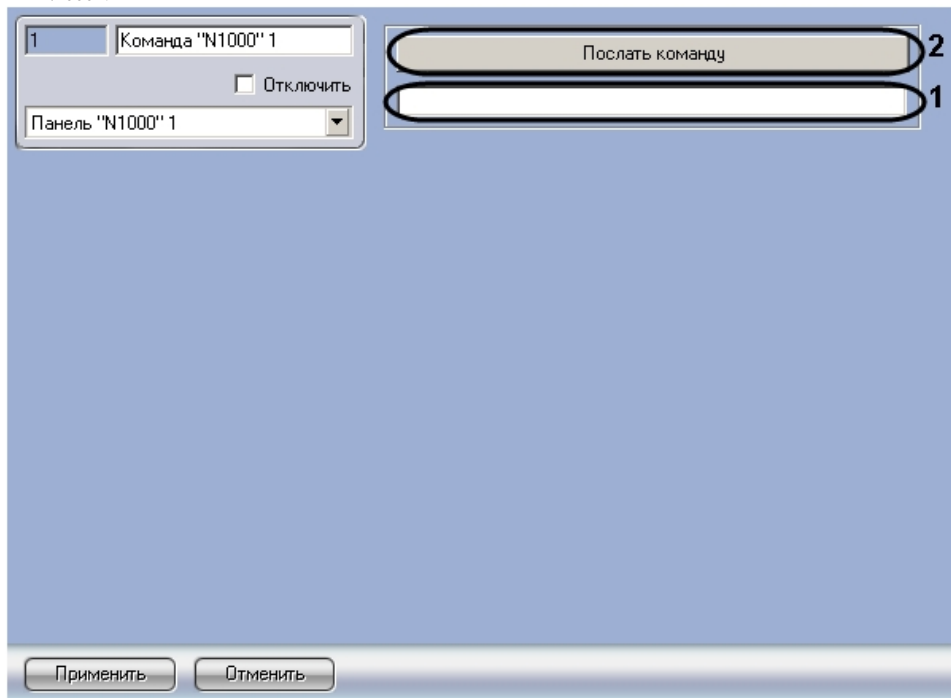 1 Команда "N1000" 1
Отключить
Панель "N1000" 1
Послать команду 2
1
Применить Отменить